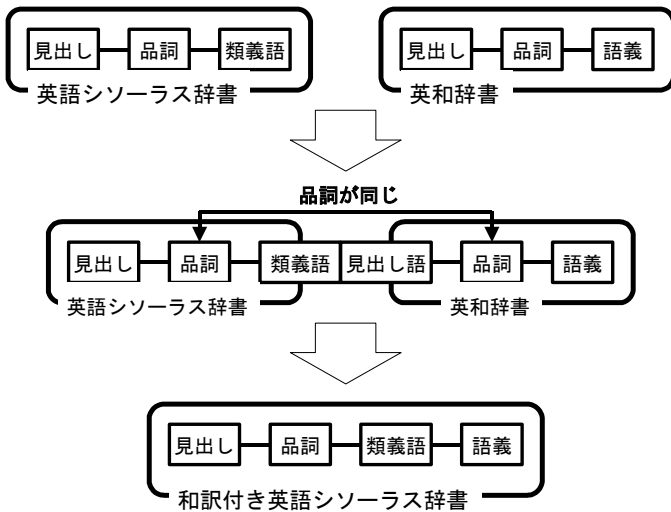 見出し 品詞 類義語 見出し 品詞 語義
英語シソーラス辞書 英和辞書
品詞が同じ
見出し 品詞 類義語 見出し語 品詞 語義
英語シソーラス辞書 英和辞書
見出し 品詞 類義語 語義
和訳付き英語シソーラス辞書